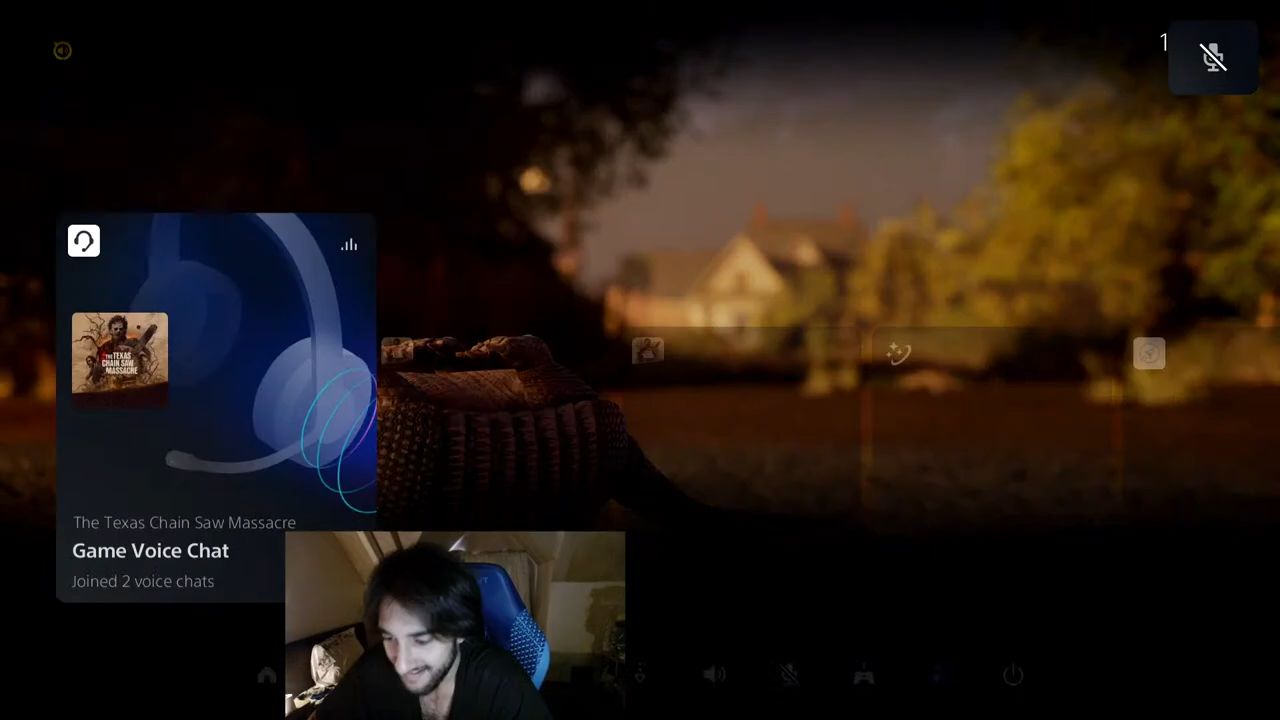 1
THE TEXAS
CHAIN SAW
MASSACRE
The Texas Chain Saw Massacre
Game Voice Chat
Joined 2 voice chats